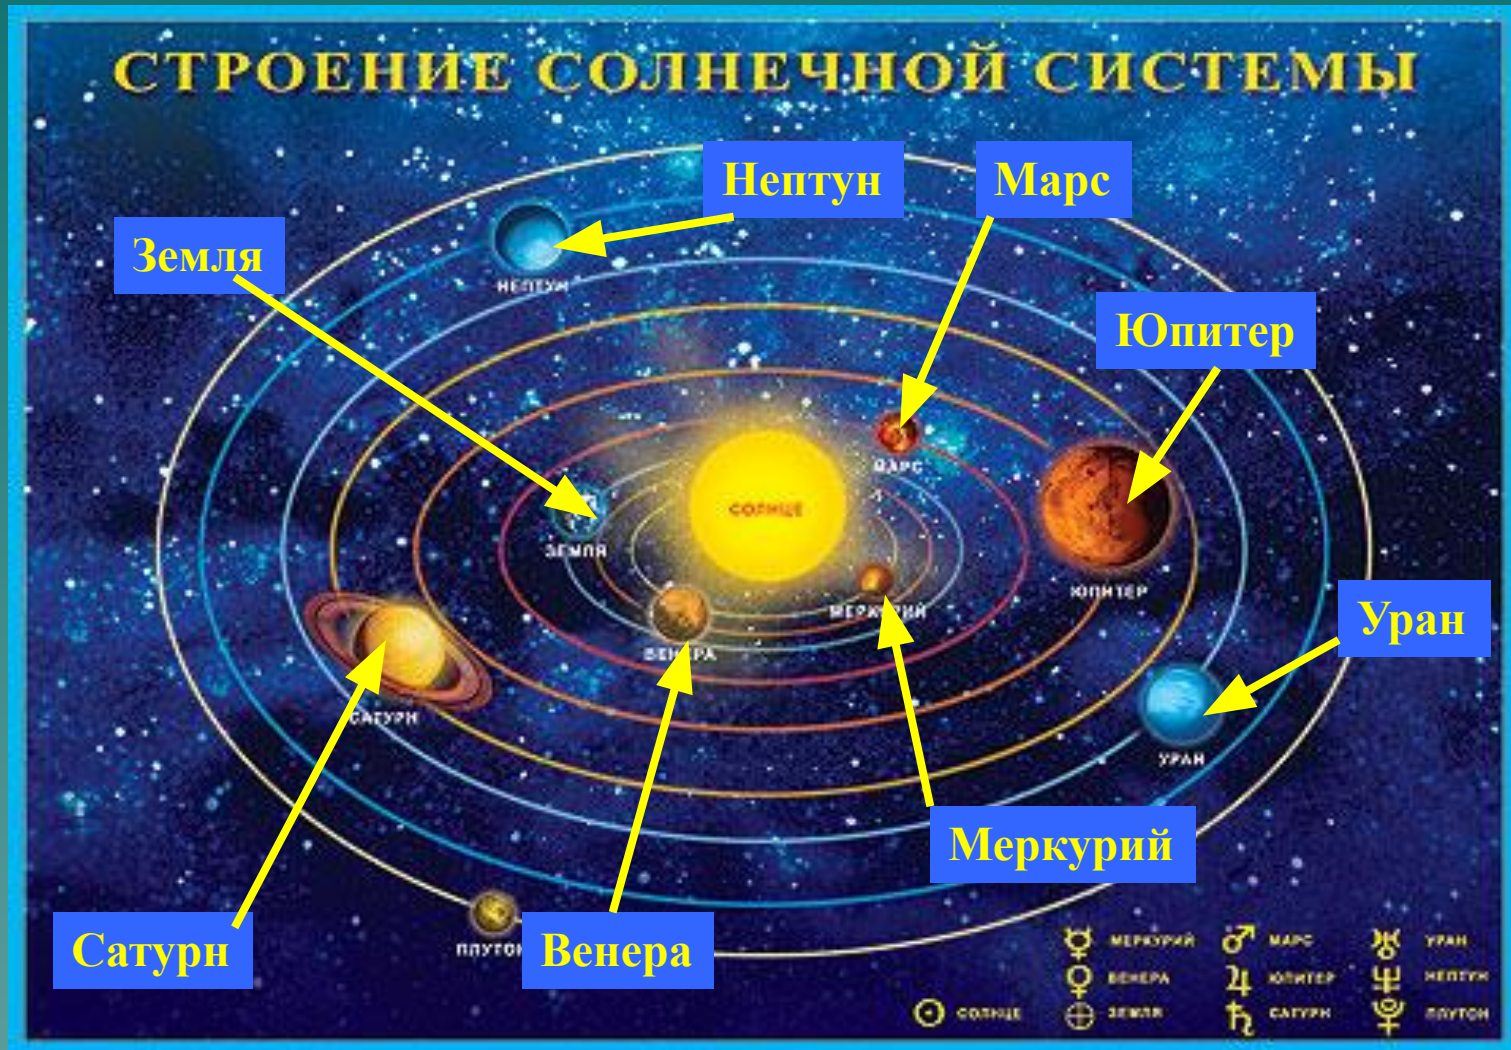 СТРОЕНИЕ СОЛНЕЧНОЙ СИСТЕМЫ
Нептун
Марс
Земля
НЕПТУН
Юпитер
МАРС
СОЛНЦЕ
ЗЕМЛЯ
ЮПИТЕР
МЕРКУРИЙ
Уран
ВЕНЕРА
САТУРН
УРАН
Меркурий
Сатурн
ПЛУТОН
Венера
МЕРКУРИЙ МАРС УРАН
ВЕНЕРА ЮПИТЕР НЕПТУН
СОЛНЦЕ ЗЕМЛЯ САТУРН ПЛУТОН